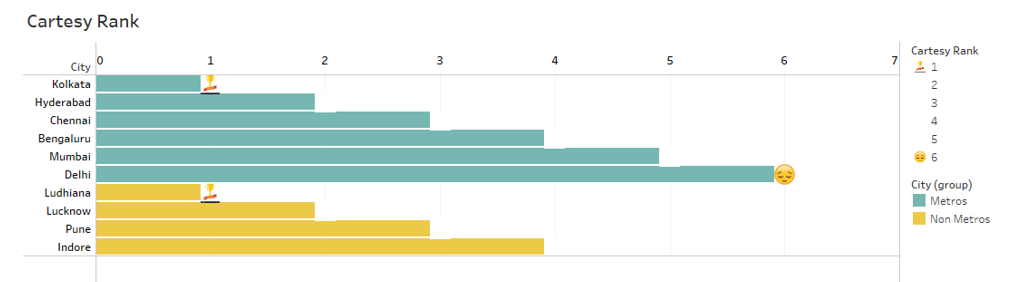 Cartesy Rank
City 0 1 2 3 4 5 6 7
Kolkata
Hyderabad
Chennai
Bengaluru
Mumbai
Delhi
Ludhiana
Lucknow
Pune
Indore
Cartesy Rank
1
2
3
4
5
6
City (group)
Metros
Non Metros